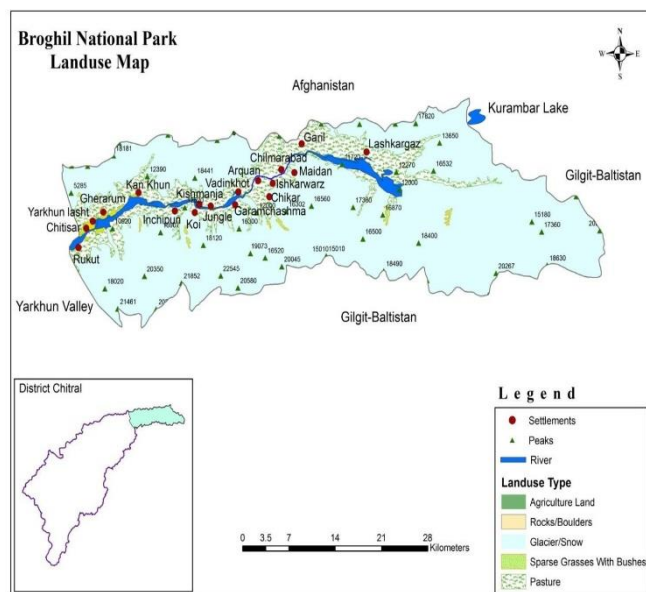 Broghil National Park
Landuse Map
N
W
E
S
Afghanistan
Kurambar Lake
17820
Garil
13650
18181
Lashkargaz
Chilmarabad
12390
18441
Arquan
Maidan
12270
16532
5285
Kan Khun
Vadinkhot
Ishkarwarz
Gilgit-Baltistan
Gherarum
Kishmanja
Chikar
17380
Yarkhun lasht
Inchipun
Jungle
Garamchashma
16560
16870
Chitisar
Koi
16302
15180
17360
18120
16500
18400
Rukut
19073
16520
20045
18630
18020
20350
21852
22545
18490
20267
20580
Yarkhun Valley
21461
Gilgit-Baltistan
District Chitral
Legend
Settlements
Peaks
River
Landuse Type
Agriculture Land
Rocks/Boulders
Glacier/Snow
Sparse Grasses With Bushes
Pasture
0 3.5 7 14 21 28
Kilometers